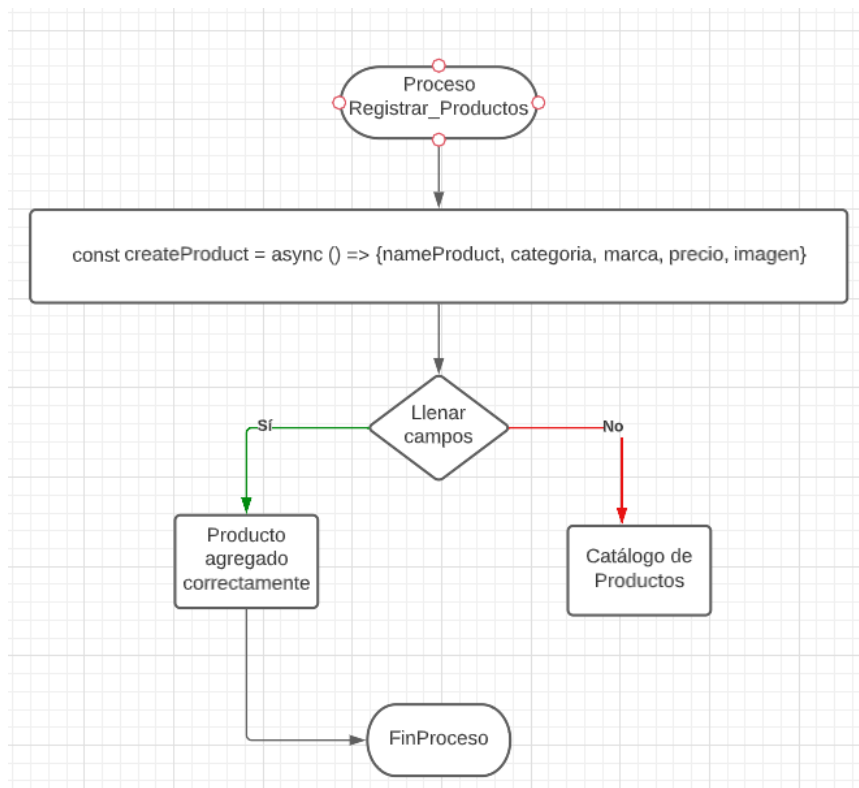 Proceso
Registrar_Productos
const createProduct = async () => {nameProduct, categoria, marca, precio, imagen}
Llenar
campos
Sí
No
Producto
agregado
correctamente
Catálogo de
Productos
FinProceso